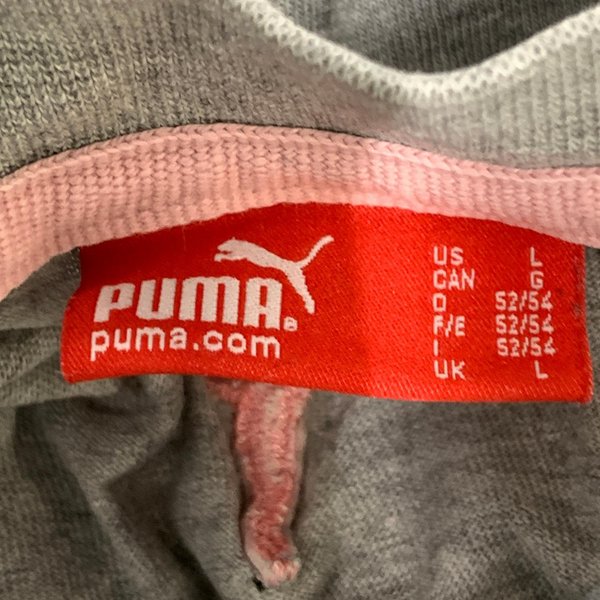 PUMA®
puma.com
US L
CAN G
D 52/54
F/E 52/54
I 52/54
UK L